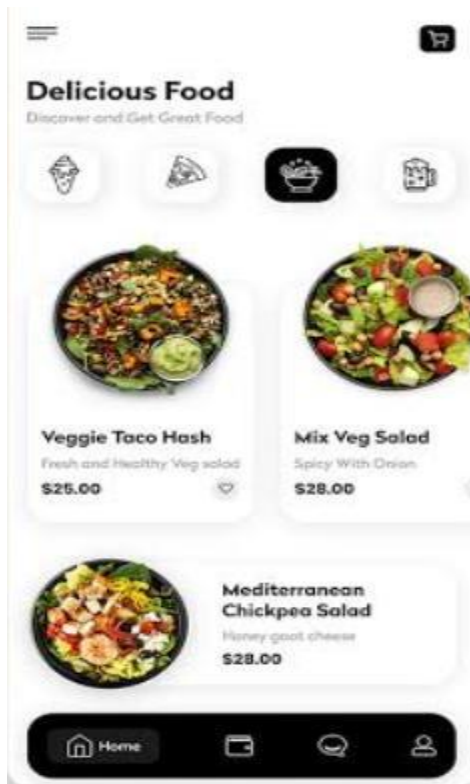 Delicious Food
Discover and Get Great Food
Veggie Taco Hash
Fresh and Healthy Veg salad
$25.00
Mix Veg Salad
Spicy With Onion
$28.00
Mediterranean
Chickpea Salad
Honey goat cheese
$28.00
Home